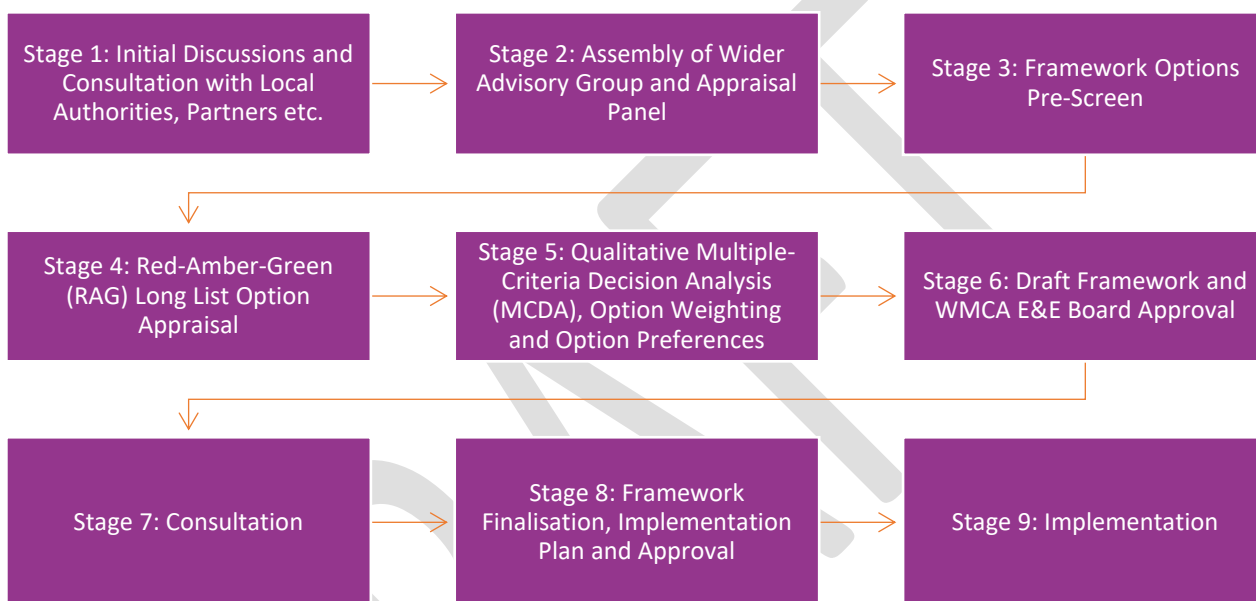 Stage 1: Initial Discussions and
Consultation with Local
Authorities, Partners etc.
Stage 2: Assembly of Wider
Advisory Group and Appraisal
Panel
Stage 3: Framework Options
Pre-Screen
Stage 4: Red-Amber-Green
(RAG) Long List Option
Appraisal
Stage 5: Qualitative Multiple-
Criteria Decision Analysis
(MCDA), Option Weighting
and Option Preferences
Stage 6: Draft Framework and
WMCA E&E Board Approval
Stage 7: Consultation
Stage 8: Framework
Finalisation, Implementation
Plan and Approval
Stage 9: Implementation